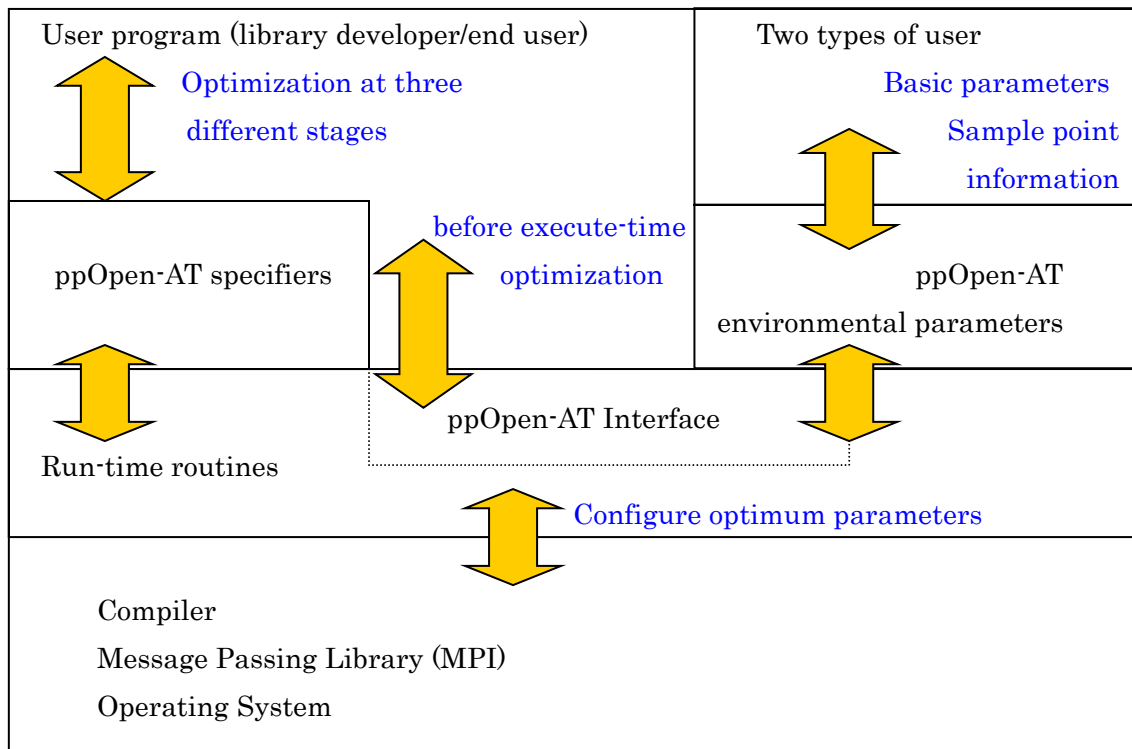 User program (library developer/end user)
Optimization at three
different stages
Two types of user
Basic parameters
Sample point
information
before execute-time
optimization
ppOpen-AT specifiers
ppOpen-AT
environmental parameters
ppOpen-AT Interface
Run-time routines
Configure optimum parameters
Compiler
Message Passing Library (MPI)
Operating System